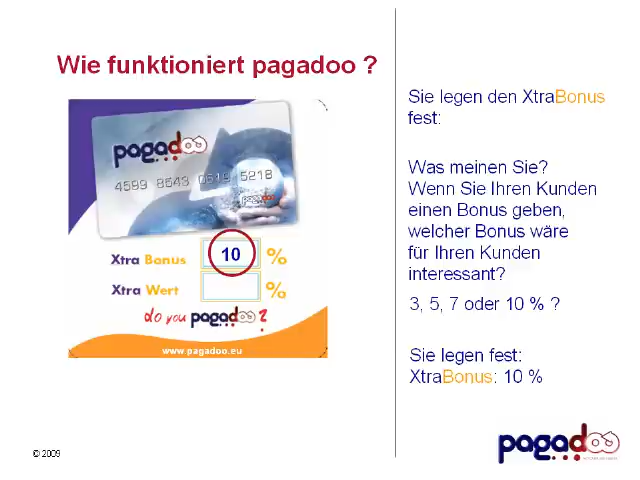 Wie funktioniert pagadoo ?
pagadoo
4599 8543 0619 5218
pagadoo
Xtra Bonus 10 %
Xtra Wert %
do you pagadoo?
www.pagadoo.eu
Sie legen den XtraBonus
fest:
Was meinen Sie?
Wenn Sie Ihren Kunden
einen Bonus geben,
welcher Bonus wäre
für Ihren Kunden
interessant?
3, 5, 7 oder 10 % ?
Sie legen fest:
XtraBonus: 10 %
© 2009
pagadoo